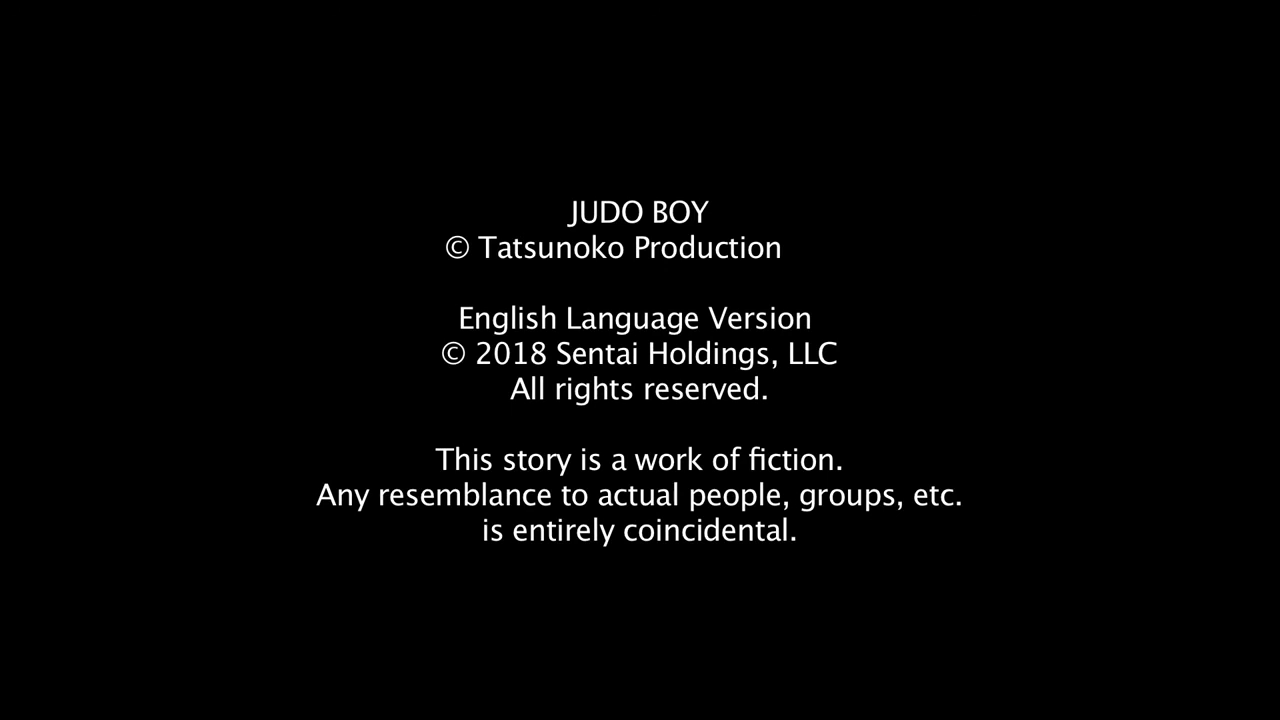 JUDO BOY
© Tatsunoko Production
English Language Version
© 2018 Sentai Holdings, LLC
All rights reserved.
This story is a work of fiction.
Any resemblance to actual people, groups, etc.
is entirely coincidental.